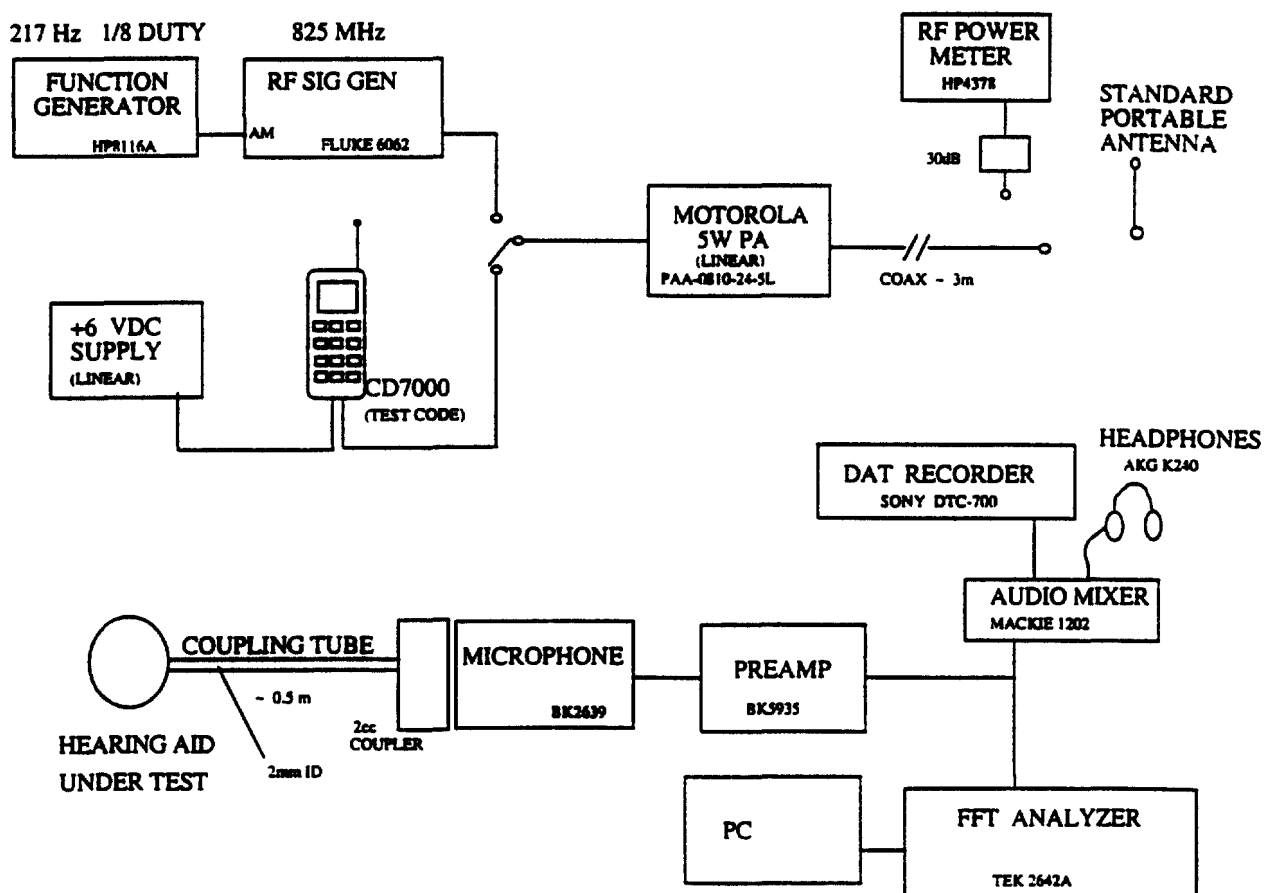 217 Hz 1/8 DUTY
825 MHz
FUNCTION
GENERATOR
HP8116A
RF SIG GEN
AM
FLUKE 6062
RF POWER
METER
HP4378
30dB
STANDARD
PORTABLE
ANTENNA
MOTOROLA
5W PA
(LINEAR)
PAA-0810-24-5L
COAX ~ 3m
+6 VDC
SUPPLY
(LINEAR)
CD7000
(TEST CODE)
HEADPHONES
AKG K240
DAT RECORDER
SONY DTC-700
AUDIO MIXER
MACKIE 1202
COUPLING TUBE
~ 0.5 m
2mm ID
HEARING AID
UNDER TEST
2cc
COUPLER
MICROPHONE
BK2639
PREAMP
BK5935
PC
FFT ANALYZER
TEK 2642A